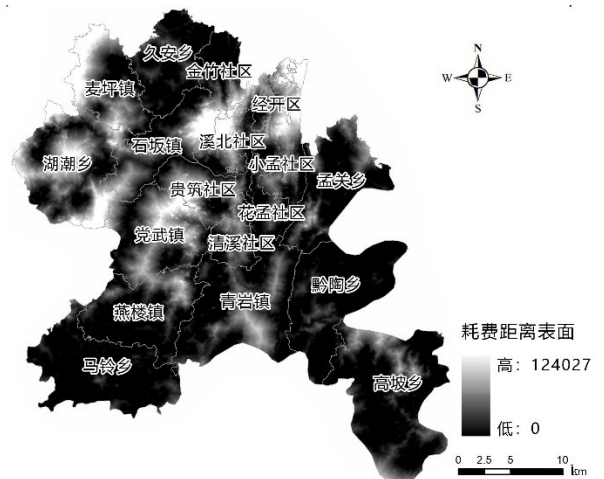 久安乡
金竹社区
N
W
E
S
麦坪镇
经开区
石坂镇
溪北社区
湖潮乡
小孟社区
孟关乡
贵筑社区
花孟社区
党武镇
清溪社区
黔陶乡
青岩镇
燕楼镇
耗费距离表面
高：124027
马铃乡
高坡乡
低：0
0 2.5 5 10
km